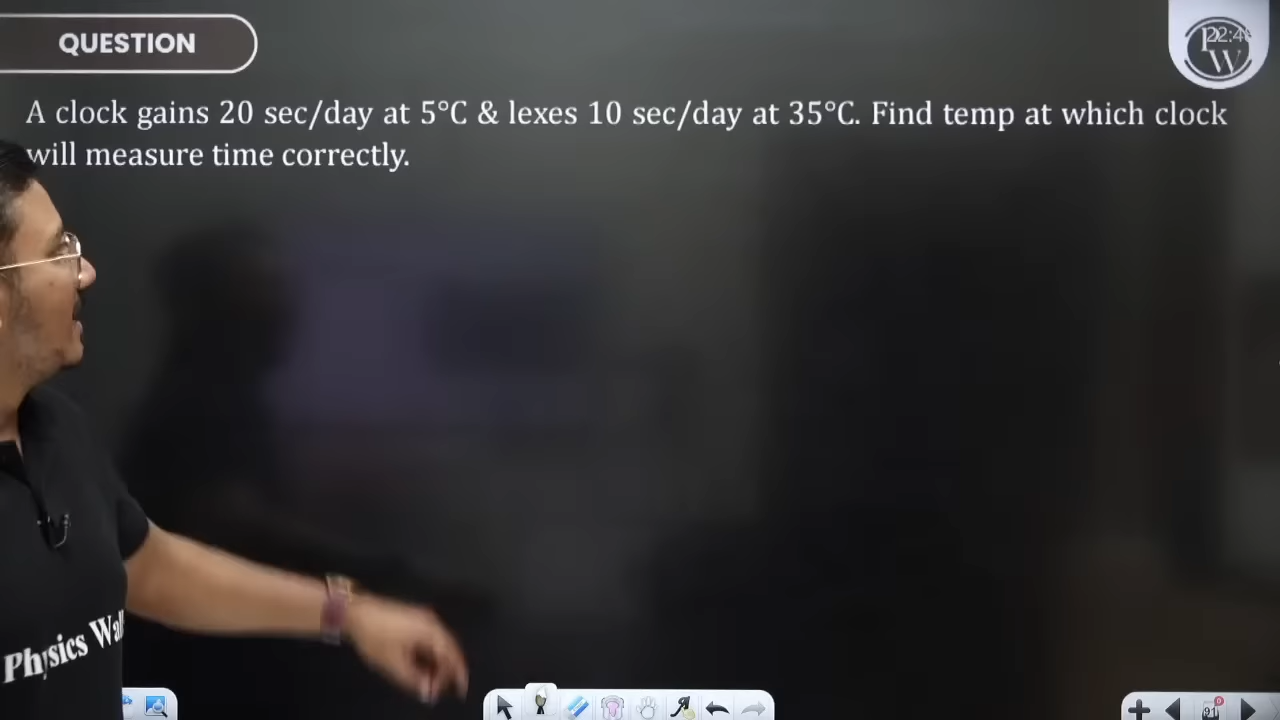 QUESTION
A clock gains 20 sec/day at 5°C & lexes 10 sec/day at 35°C. Find temp at which clock
will measure time correctly.
Physics Wal
91